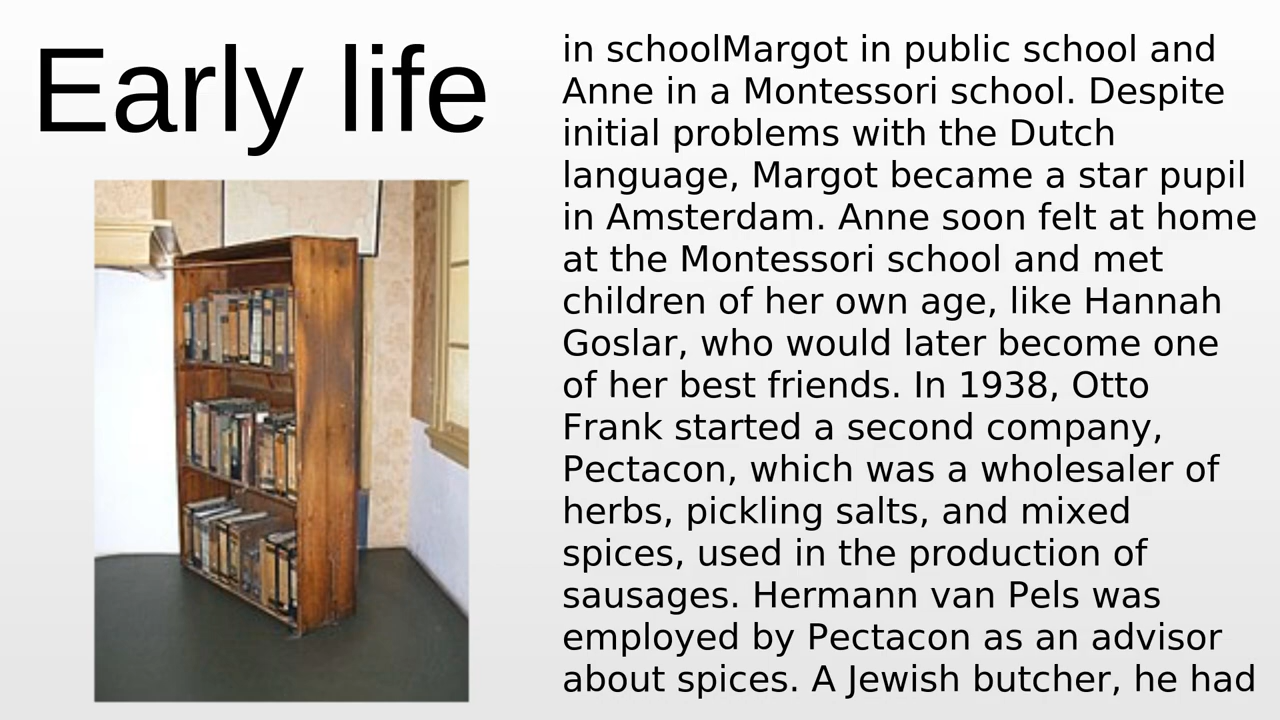 Early life
in schoolMargot in public school and
Anne in a Montessori school. Despite
initial problems with the Dutch
language, Margot became a star pupil
in Amsterdam. Anne soon felt at home
at the Montessori school and met
children of her own age, like Hannah
Goslar, who would later become one
of her best friends. In 1938, Otto
Frank started a second company,
Pectacon, which was a wholesaler of
herbs, pickling salts, and mixed
spices, used in the production of
sausages. Hermann van Pels was
employed by Pectacon as an advisor
about spices. A Jewish butcher, he had